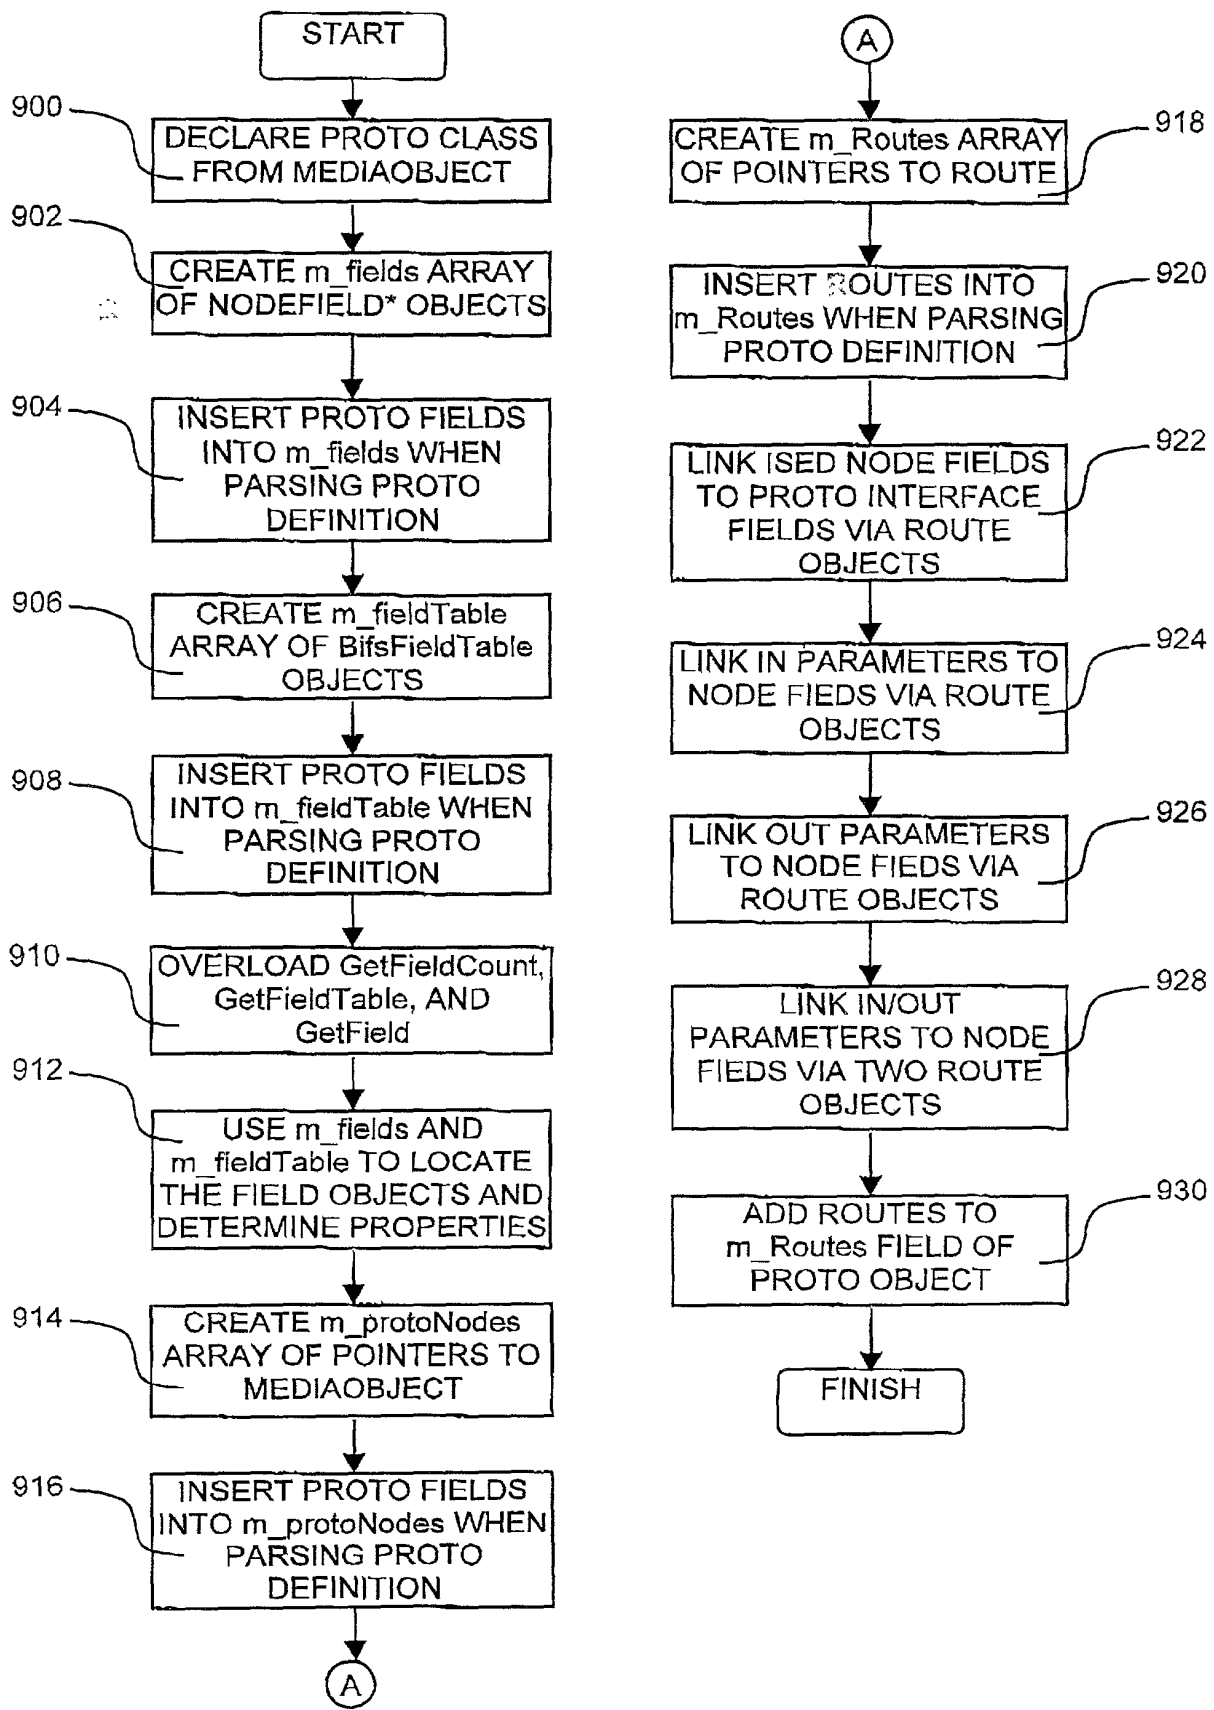 START
900
DECLARE PROTO CLASS
FROM MEDIAOBJECT
902
CREATE m_fields ARRAY
OF NODEFIELD* OBJECTS
904
INSERT PROTO FIELDS
INTO m_fields WHEN
PARSING PROTO
DEFINITION
906
CREATE m_fieldTable
ARRAY OF BifsFieldTable
OBJECTS
908
INSERT PROTO FIELDS
INTO m_fieldTable WHEN
PARSING PROTO
DEFINITION
910
OVERLOAD GetFieldCount,
GetFieldTable, AND
GetField
912
USE m_fields AND
m_fieldTable TO LOCATE
THE FIELD OBJECTS AND
DETERMINE PROPERTIES
914
CREATE m_protoNodes
ARRAY OF POINTERS TO
MEDIAOBJECT
916
INSERT PROTO FIELDS
INTO m_protoNodes WHEN
PARSING PROTO
DEFINITION
A
A
918
CREATE m_Routes ARRAY
OF POINTERS TO ROUTE
920
INSERT ROUTES INTO
m_Routes WHEN PARSING
PROTO DEFINITION
922
LINK ISED NODE FIELDS
TO PROTO INTERFACE
FIELDS VIA ROUTE
OBJECTS
924
LINK IN PARAMETERS TO
NODE FIEDS VIA ROUTE
OBJECTS
926
LINK OUT PARAMETERS
TO NODE FIEDS VIA
ROUTE OBJECTS
928
LINK IN/OUT
PARAMETERS TO NODE
FIEDS VIA TWO ROUTE
OBJECTS
930
ADD ROUTES TO
m_Routes FIELD OF
PROTO OBJECT
FINISH